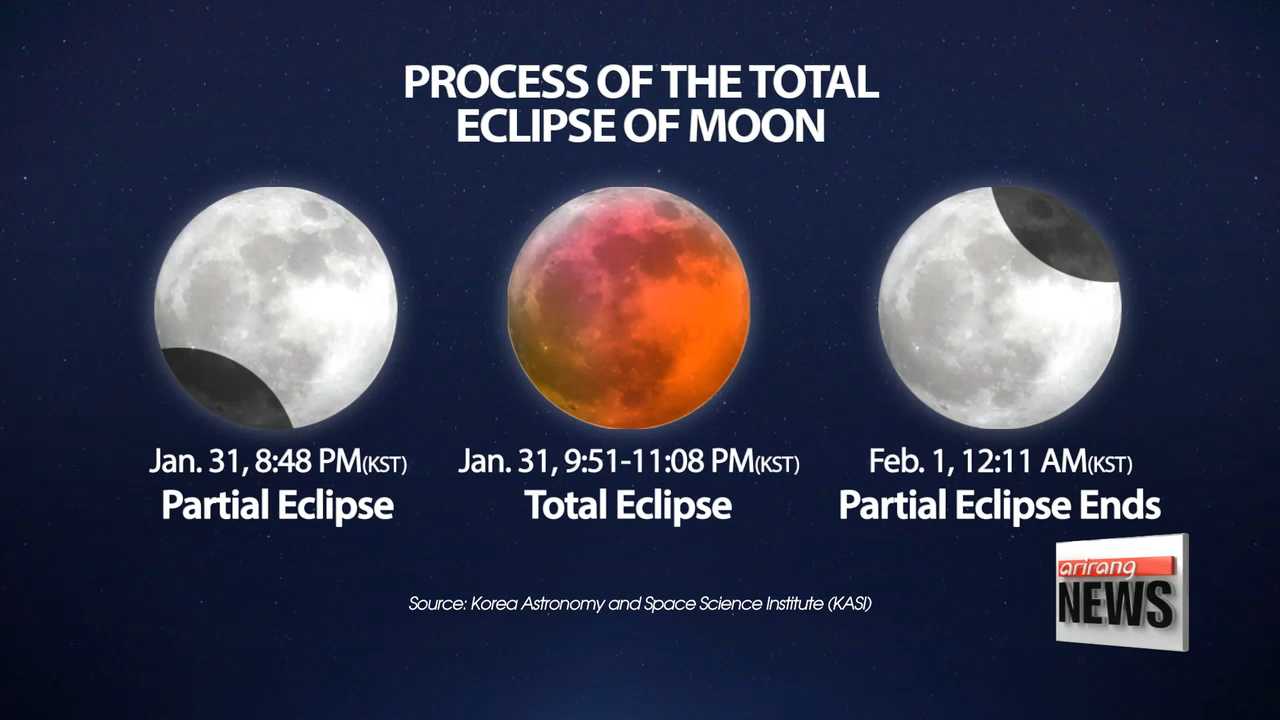 PROCESS OF THE TOTAL
ECLIPSE OF MOON
Jan. 31, 8:48 PM(KST)
Partial Eclipse
Jan. 31, 9:51-11:08 PM(KST)
Total Eclipse
Feb. 1, 12:11 AM(KST)
Partial Eclipse Ends
Source: Korea Astronomy and Space Science Institute (KASI)
arirang
NEWS